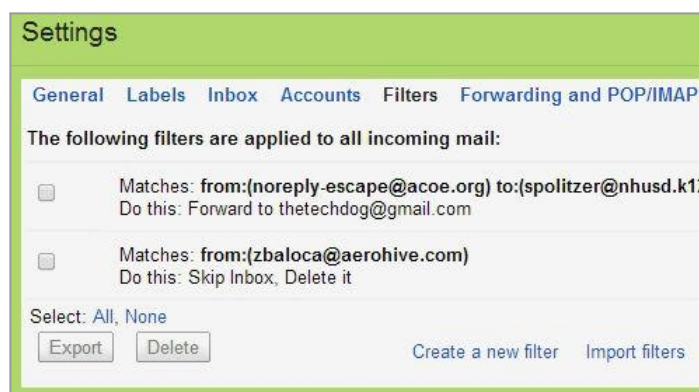 Settings
General Labels Inbox Accounts Filters Forwarding and POP/IMAP
The following filters are applied to all incoming mail:
Matches: from:(noreply-escape@acoe.org) to:(spolitzer@nhusd.k12
Do this: Forward to thetechdog@gmail.com
Matches: from:(zbaloca@aerohive.com)
Do this: Skip Inbox, Delete it
Select: All, None
Export Delete Create a new filter Import filters